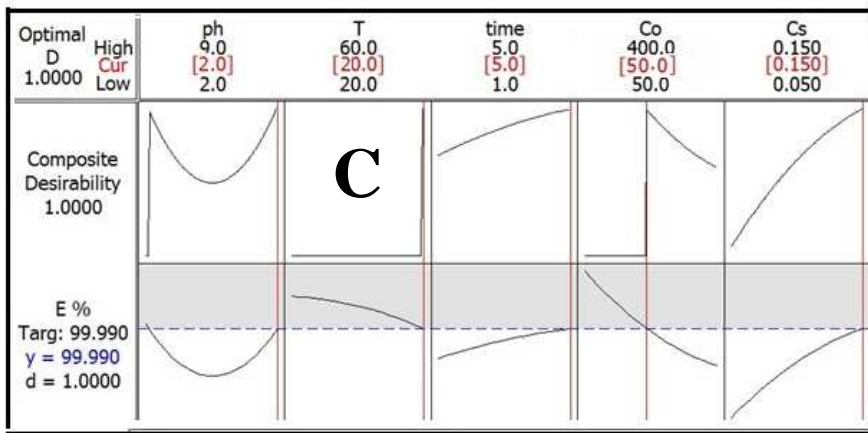 Optimal
D
1.0000
High
Cur
Low
ph
9.0
[2.0]
2.0
T
60.0
[20.0]
20.0
time
5.0
[5.0]
1.0
Co
400.0
[50.0]
50.0
Cs
0.150
[0.150]
0.050
Composite
Desirability
1.0000
C
E %
Targ: 99.990
y = 99.990
d = 1.0000